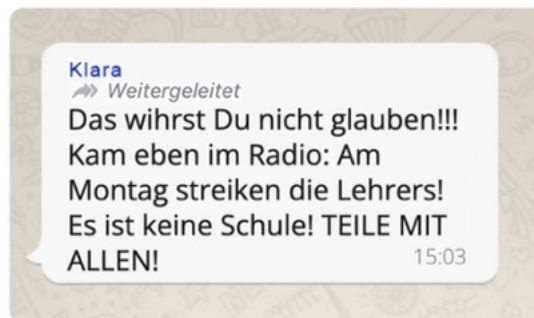 Klara
Weitergeleitet
Das wihrst Du nicht glauben!!!
Kam eben im Radio: Am
Montag streiken die Lehrers!
Es ist keine Schule! TEILE MIT
ALLEN! 15:03